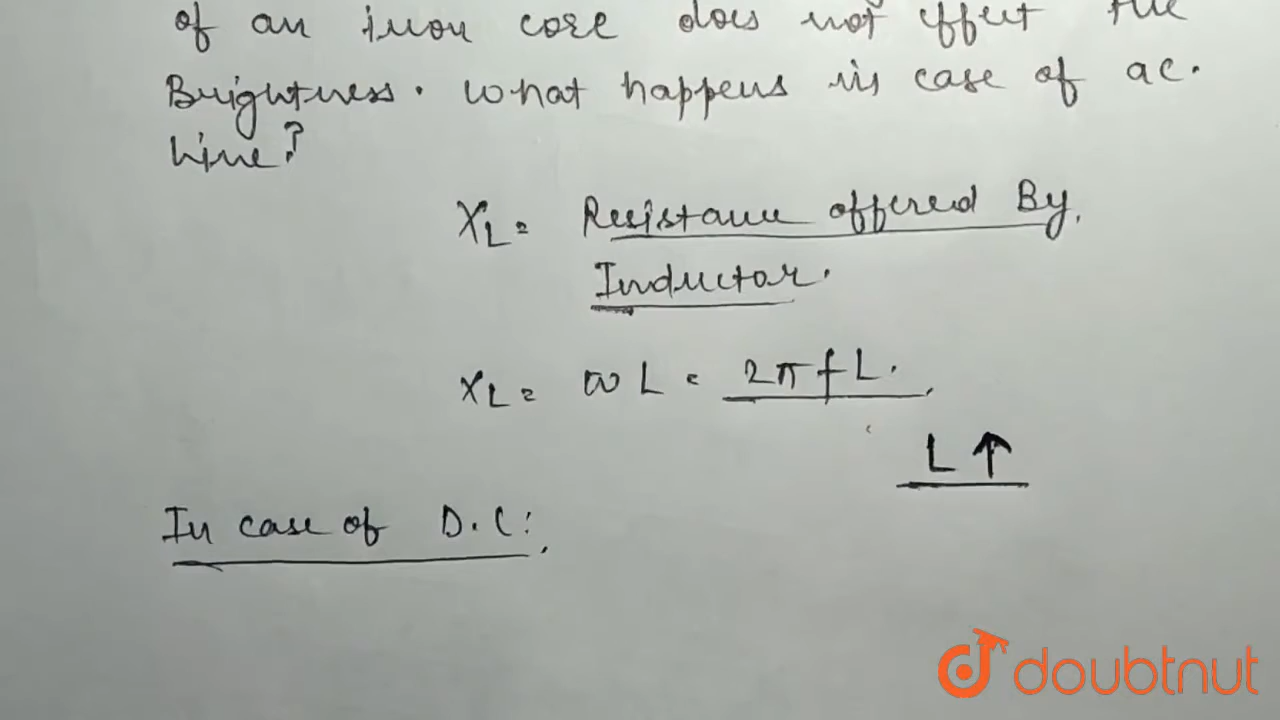 of an iron core does not effect the
Brightness. What happens in case of ac.
line?
XL = Resistance offered By,
Inductor.
XL = ωL = 2πfL.
L↑
In case of D.C:,
doubtnut